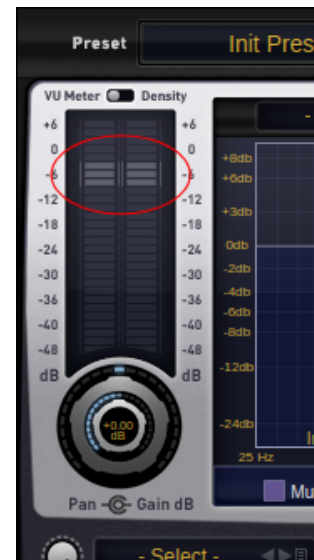 Preset Init Pres
VU Meter Density
+6 +6
0 0
-6 -6
-12 -12
-18 -18
-24 -24
-30 -30
-36 -36
-40 -40
-48 -48
dB dB
+8db
+6db
+3db
0db
-2db
-4db
-6db
-8db
-12db
-24db
25 Hz
+0.00
dB
Mu
Pan Gain dB
- Select -